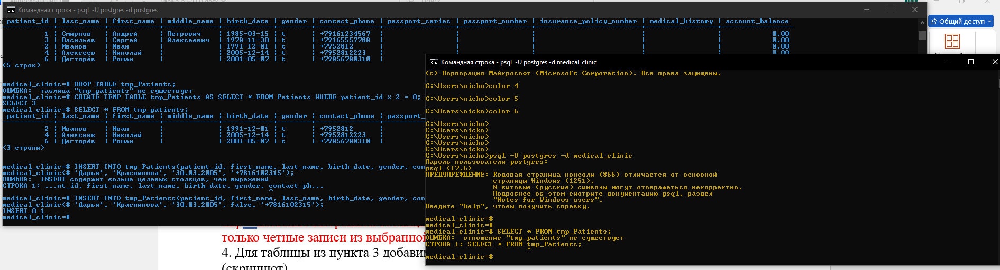 Поиск
NN
Командная строка - psql -U postgres -d postgres
Общий доступ
patient_id | last_name | first_name | middle_name | birth_date | gender | contact_phone | passport_series | passport_number | insurance_policy_number | medical_history | account_balance
1 | Смирнов | Андрей | Петрович | 1985-03-15 | t | +79161234567 | | | | | 0.00
3 | Васильев | Сергей | Алексеевич | 1978-11-30 | t | +79165557788 | | | | | 0.00
2 | Иванов | Иван | | 1991-12-01 | t | +7952812 | | | | | 0.00
4 | Алексеев | Николай | | 2005-12-14 | t | +7952812223 | | | | | 0.00
6 | Дегтярёв | Роман | | 2001-05-07 | t | +79856780310 |
(5 строк)
medical_clinic=# DROP TABLE tmp_Patients;
ОШИБКА: таблица "tmp_patients" не существует
medical_clinic=# CREATE TEMP TABLE tmp_Patients AS SELECT * FROM Patients WHERE patient_id % 2 = 0;
SELECT 3
medical_clinic=# SELECT * FROM tmp_patients;
patient_id | last_name | first_name | middle_name | birth_date | gender | contact_phone | passport_
2 | Иванов | Иван | | 1991-12-01 | t | +7952812 |
4 | Алексеев | Николай | | 2005-12-14 | t | +7952812223 |
6 | Дегтярёв | Роман | | 2001-05-07 | t | +79856780310 |
(3 строки)
medical_clinic=# INSERT INTO tmp_Patients(patient_id, first_name, last_name, birth_date, gender, con
medical_clinic(# 'Дарья', 'Красникова', '30.03.2005', '+7816102315');
ОШИБКА: INSERT содержит больше целевых столбцов, чем выражений
СТРОКА 1: ...nt_id, first_name, last_name, birth_date, gender, contact_ph...
^
medical_clinic=# INSERT INTO tmp_Patients(patient_id, first_name, last_name, birth_date, gender, con
medical_clinic(# 'Дарья', 'Красникова', '30.03.2005', false, '+7816102315');
INSERT 0 1
medical_clinic=#
Командная строка - psql -U postgres -d medical_clinic
(c) Корпорация Майкрософт (Microsoft Corporation). Все права защищены.
C:\Users\nicko>color 4
C:\Users\nicko>color 5
C:\Users\nicko>color 6
C:\Users\nicko>
C:\Users\nicko>
C:\Users\nicko>
C:\Users\nicko>
C:\Users\nicko>
C:\Users\nicko>psql -U postgres -d medical_clinic
Пароль пользователя postgres:
psql (17.6)
ПРЕДУПРЕЖДЕНИЕ: Кодовая страница консоли (866) отличается от основной
страницы Windows (1251).
8-битовые (русские) символы могут отображаться некорректно.
Подробнее об этом смотрите документацию psql, раздел
"Notes for Windows users".
Введите "help", чтобы получить справку.
medical_clinic=#
medical_clinic=#
medical_clinic=# SELECT * FROM tmp_Patients;
ОШИБКА: отношение "tmp_patients" не существует
СТРОКА 1: SELECT * FROM tmp_Patients;
^
medical_clinic=#
только четные записи из выбранной
4. Для таблицы из пункта 3 добави
(скриншот)